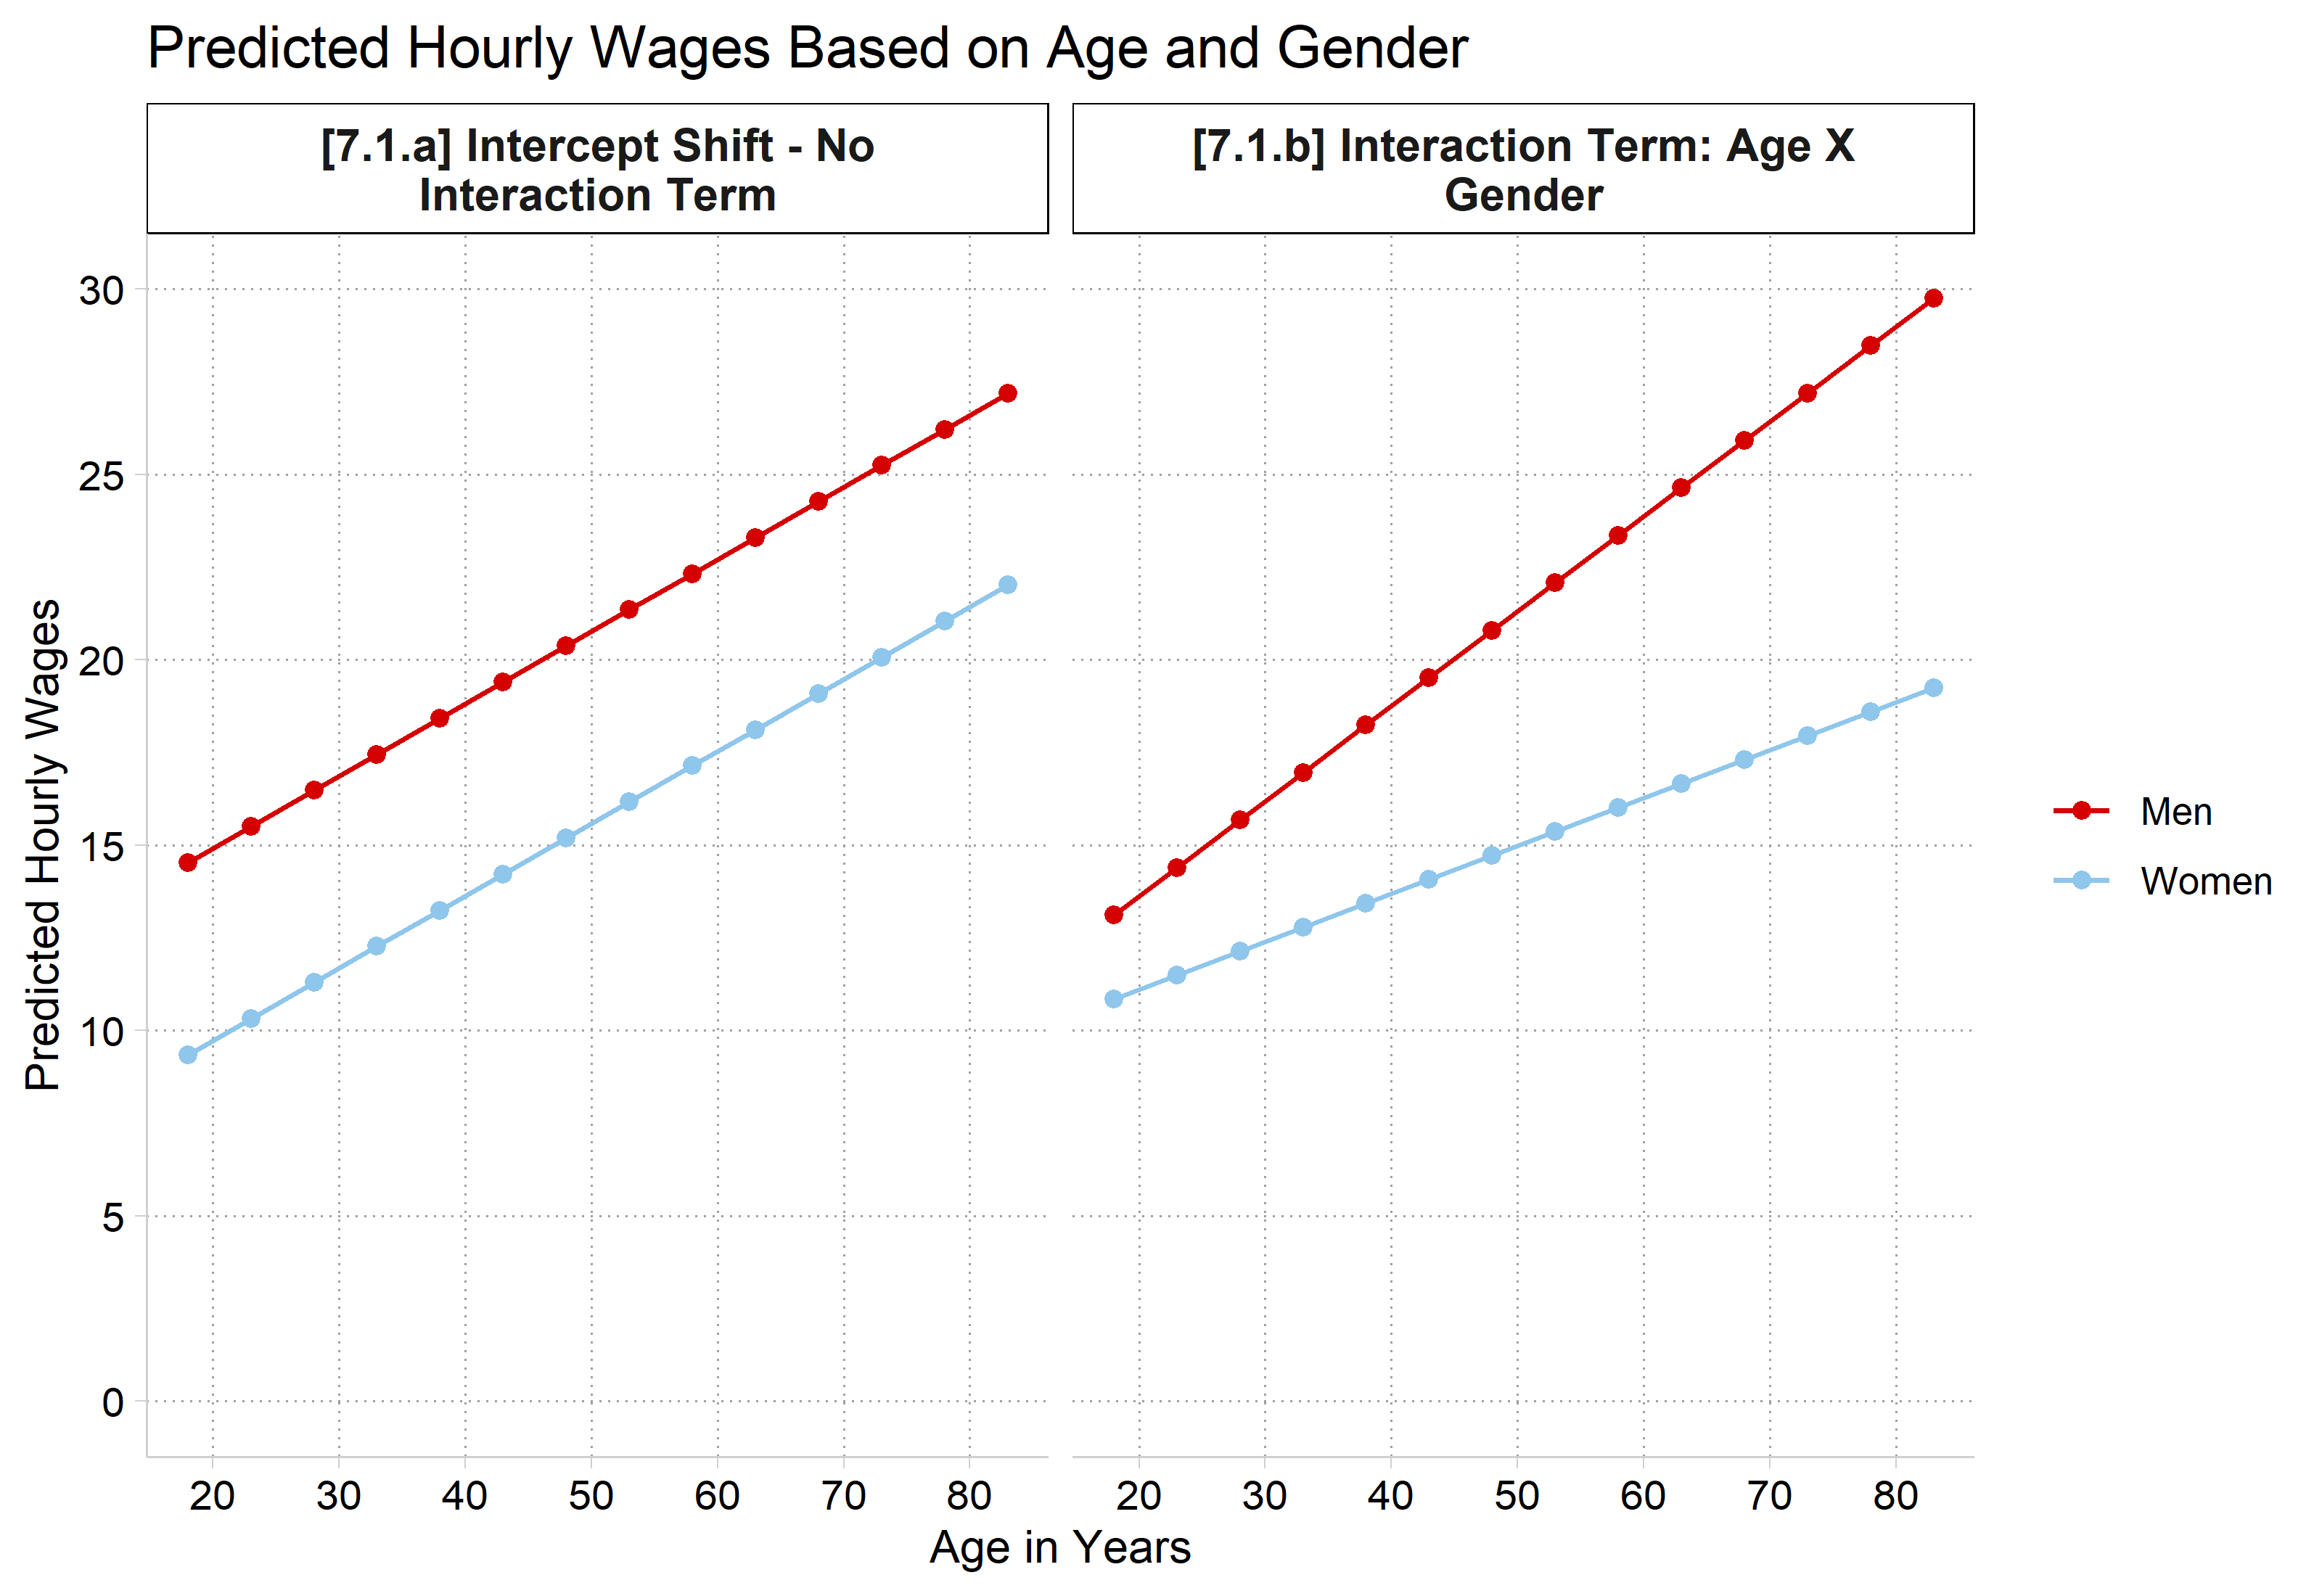 Predicted Hourly Wages Based on Age and Gender
[7.1.a] Intercept Shift - No
Interaction Term
[7.1.b] Interaction Term: Age X
Gender
Predicted Hourly Wages
30
25
20
15
10
5
0
20 30 40 50 60 70 80
20 30 40 50 60 70 80
Age in Years
Men
Women